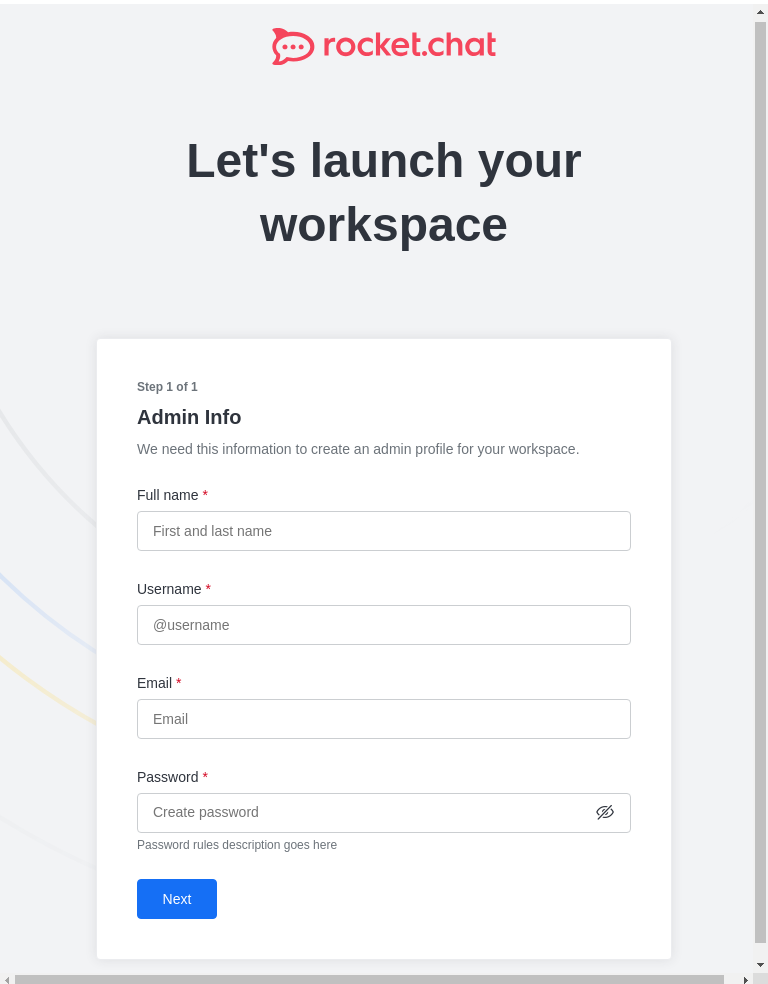 rocket.chat
Let's launch your
workspace
Step 1 of 1
Admin Info
We need this information to create an admin profile for your workspace.
Full name *
First and last name
Username *
@username
Email *
Email
Password *
Create password
Password rules description goes here
Next